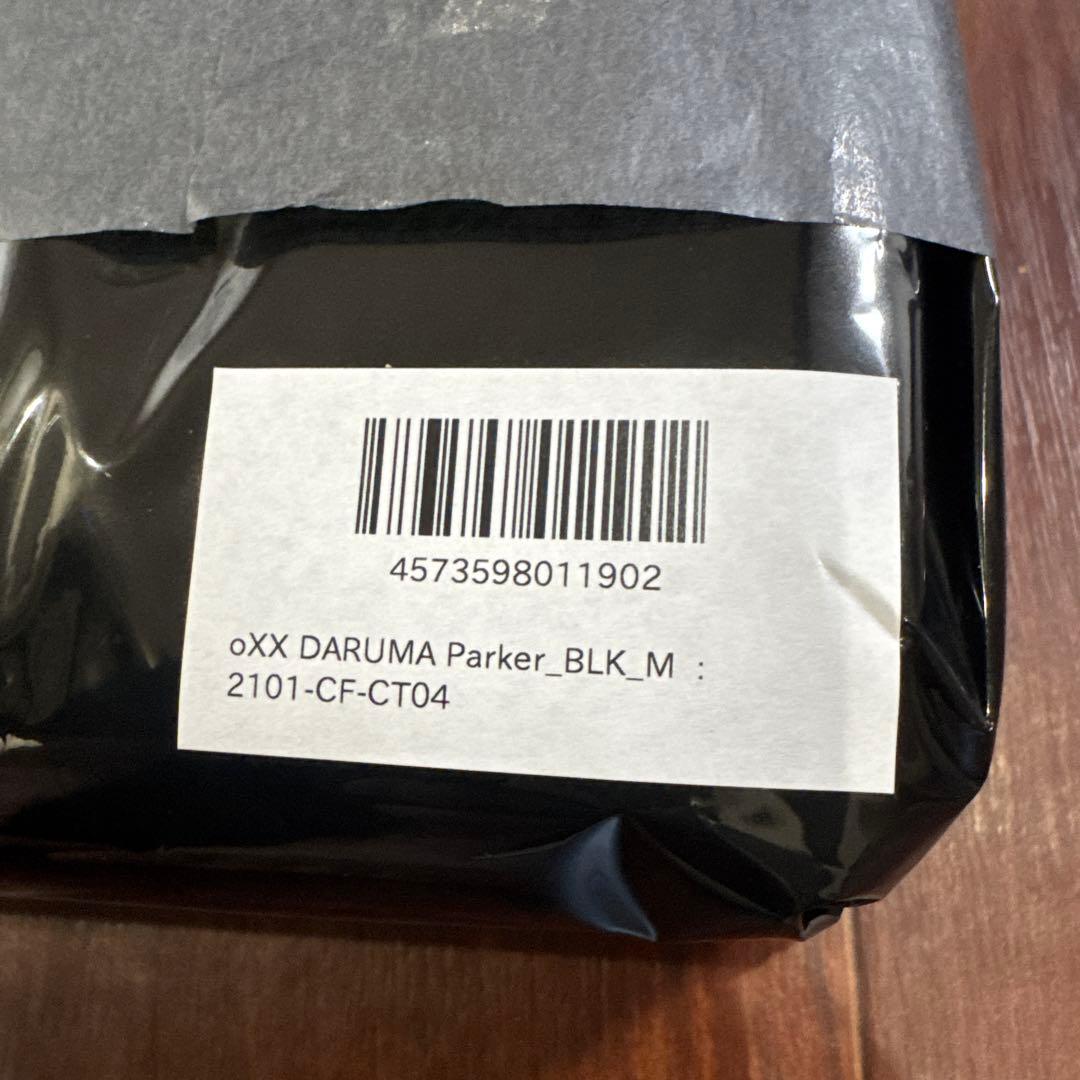 4573598011902
oXX DARUMA Parker_BLK_M :
2101-CF-CT04